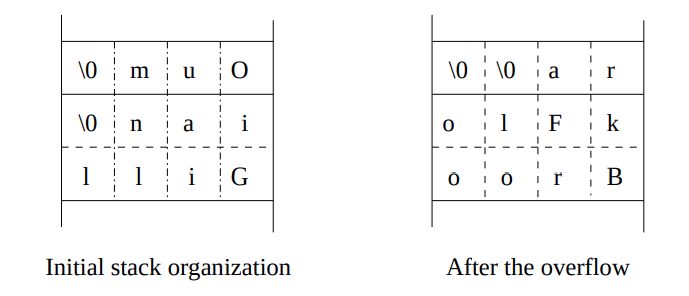 \0 m u O
\0 n a i
l l i G
Initial stack organization
\0 \0 a r
o l F k
o o r B
After the overflow